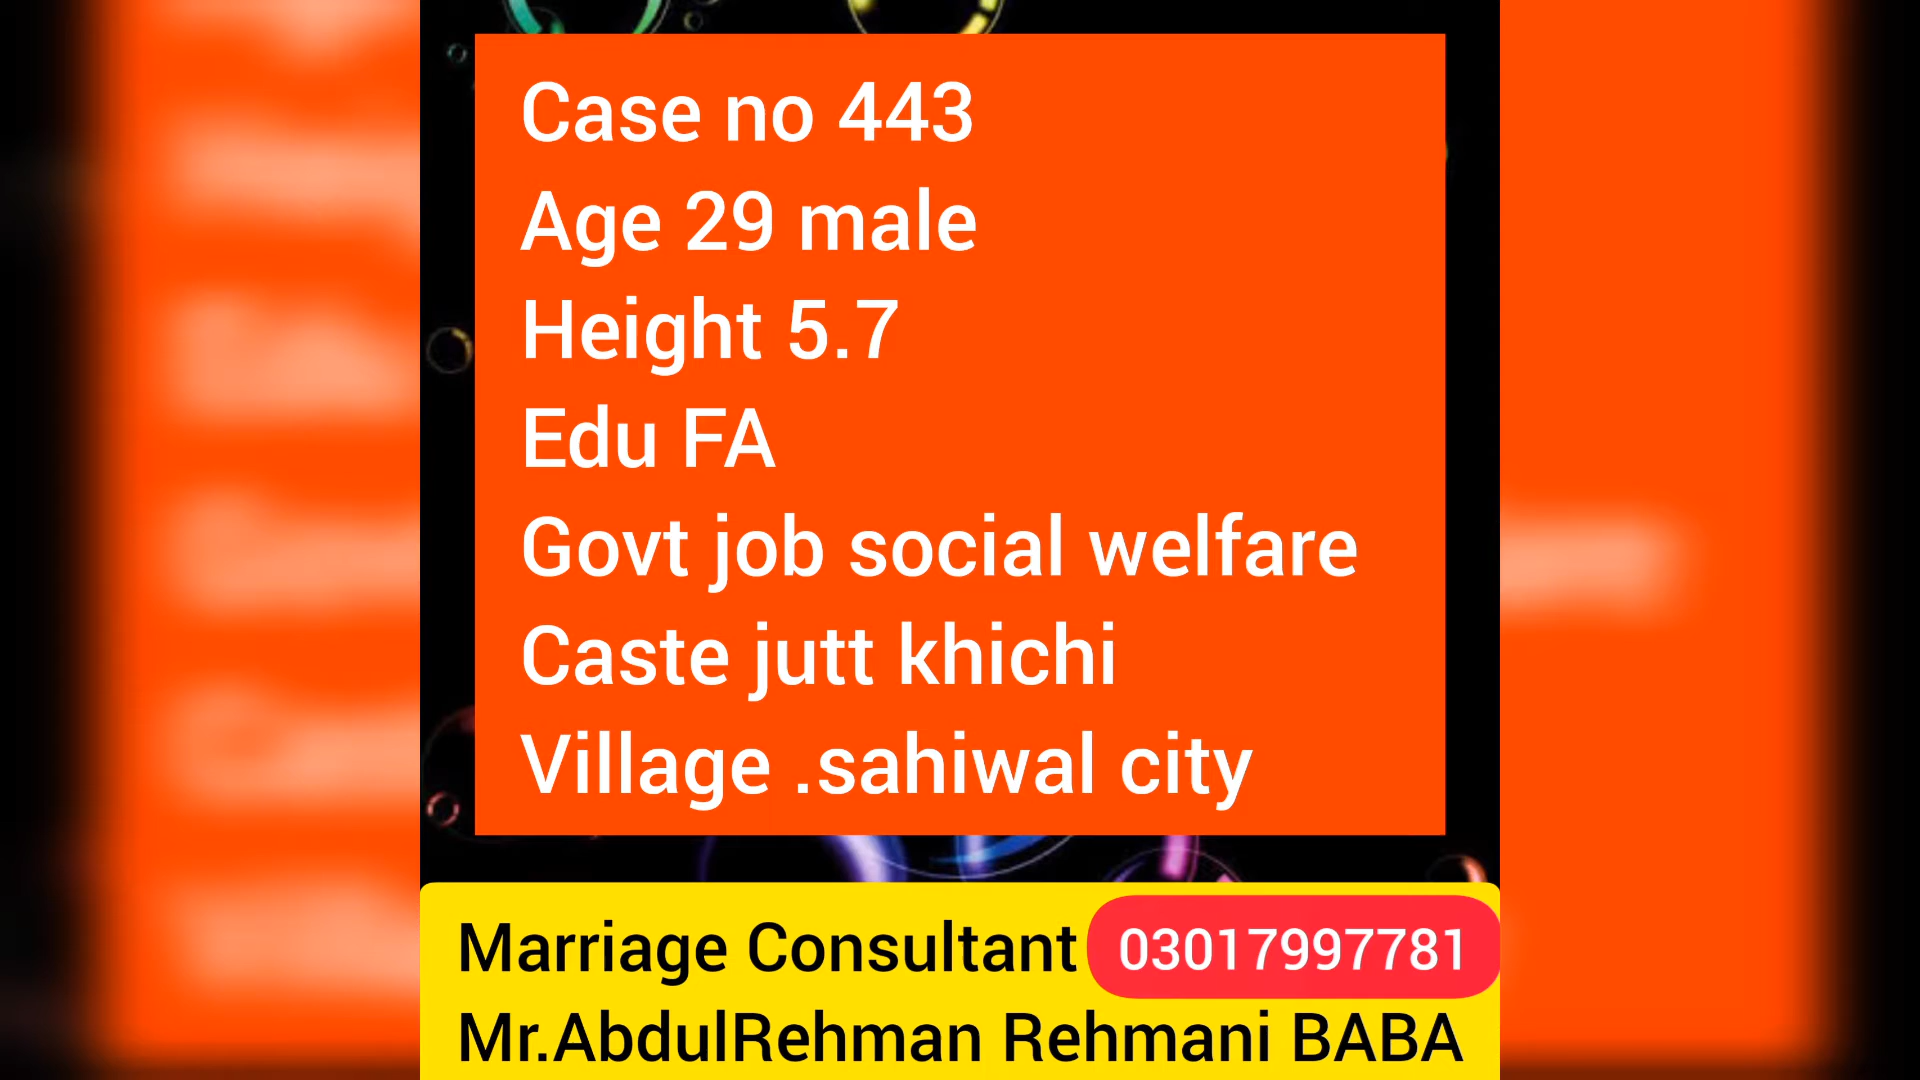 Case no 443
Age 29 male
Height 5.7
Edu FA
Govt job social welfare
Caste jutt khichi
Village .sahiwal city
Marriage Consultant 03017997781
Mr.AbdulRehman Rehmani BABA